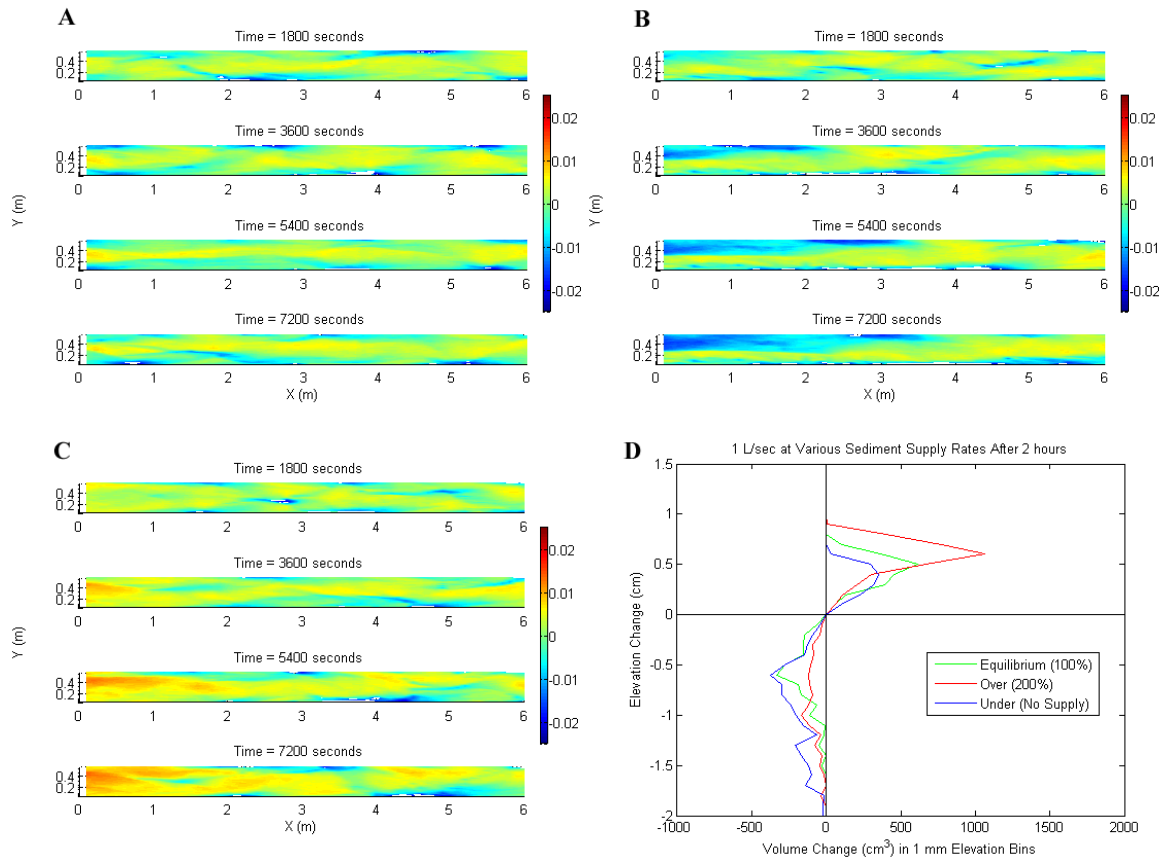 A
Time = 1800 seconds
0.4
0.2
0 1 2 3 4 5 6
Time = 3600 seconds
0.4
0.2
0 1 2 3 4 5 6
Time = 5400 seconds
0.4
0.2
0 1 2 3 4 5 6
Time = 7200 seconds
0.4
0.2
0 1 2 3 4 5 6
X (m)
Y (m)
0.02
0.01
0
-0.01
-0.02
B
Time = 1800 seconds
0.4
0.2
0 1 2 3 4 5 6
Time = 3600 seconds
0.4
0.2
0 1 2 3 4 5 6
Time = 5400 seconds
0.4
0.2
0 1 2 3 4 5 6
Time = 7200 seconds
0.4
0.2
0 1 2 3 4 5 6
X (m)
Y (m)
0.02
0.01
0
-0.01
-0.02
C
Time = 1800 seconds
0.4
0.2
0 1 2 3 4 5 6
Time = 3600 seconds
0.4
0.2
0 1 2 3 4 5 6
Time = 5400 seconds
0.4
0.2
0 1 2 3 4 5 6
Time = 7200 seconds
0.4
0.2
0 1 2 3 4 5 6
X (m)
Y (m)
0.02
0.01
0
-0.01
-0.02
D
1 L/sec at Various Sediment Supply Rates After 2 hours
1.5
1
0.5
0
-0.5
-1
-1.5
-2
Elevation Change (cm)
Equilibrium (100%)
Over (200%)
Under (No Supply)
-1000 -500 0 500 1000 1500 2000
Volume Change (cm³) in 1 mm Elevation Bins